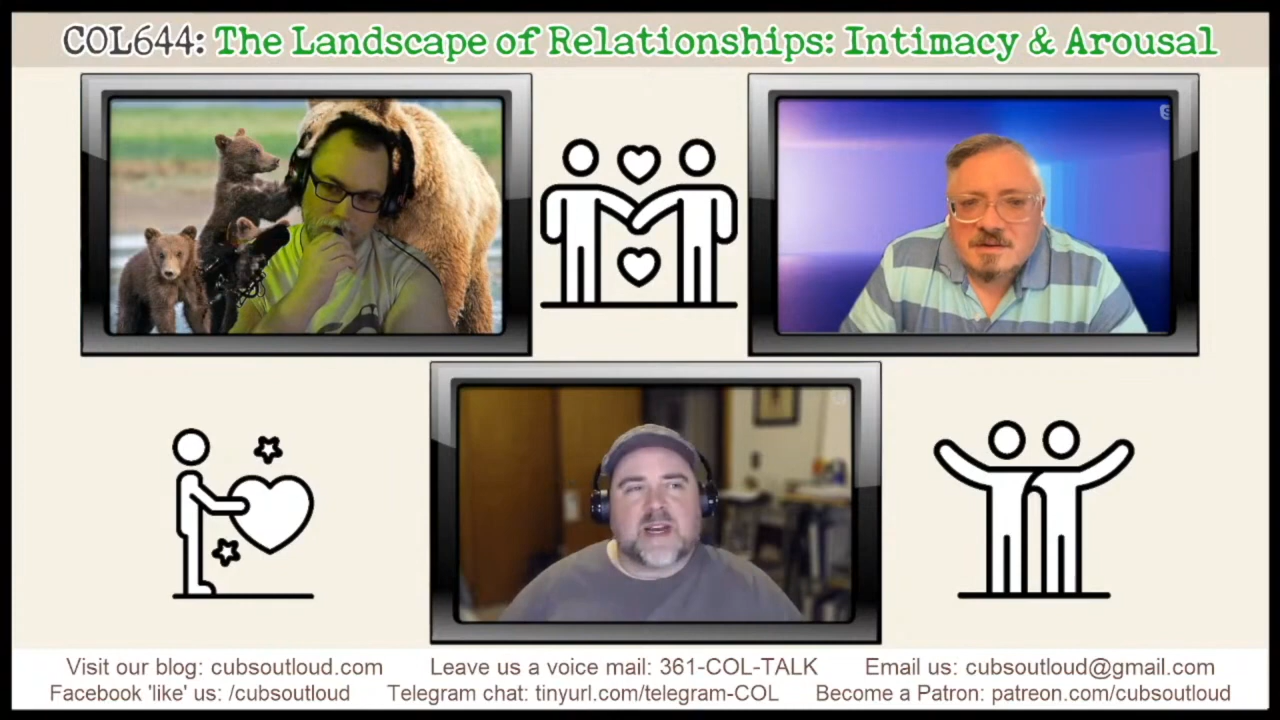 COL644: The Landscape of Relationships: Intimacy & Arousal
Visit our blog: cubsoutloud.com Leave us a voice mail: 361-COL-TALK Email us: cubsoutloud@gmail.com
Facebook 'like' us: /cubsoutloud Telegram chat: tinyurl.com/telegram-COL Become a Patron: patreon.com/cubsoutloud